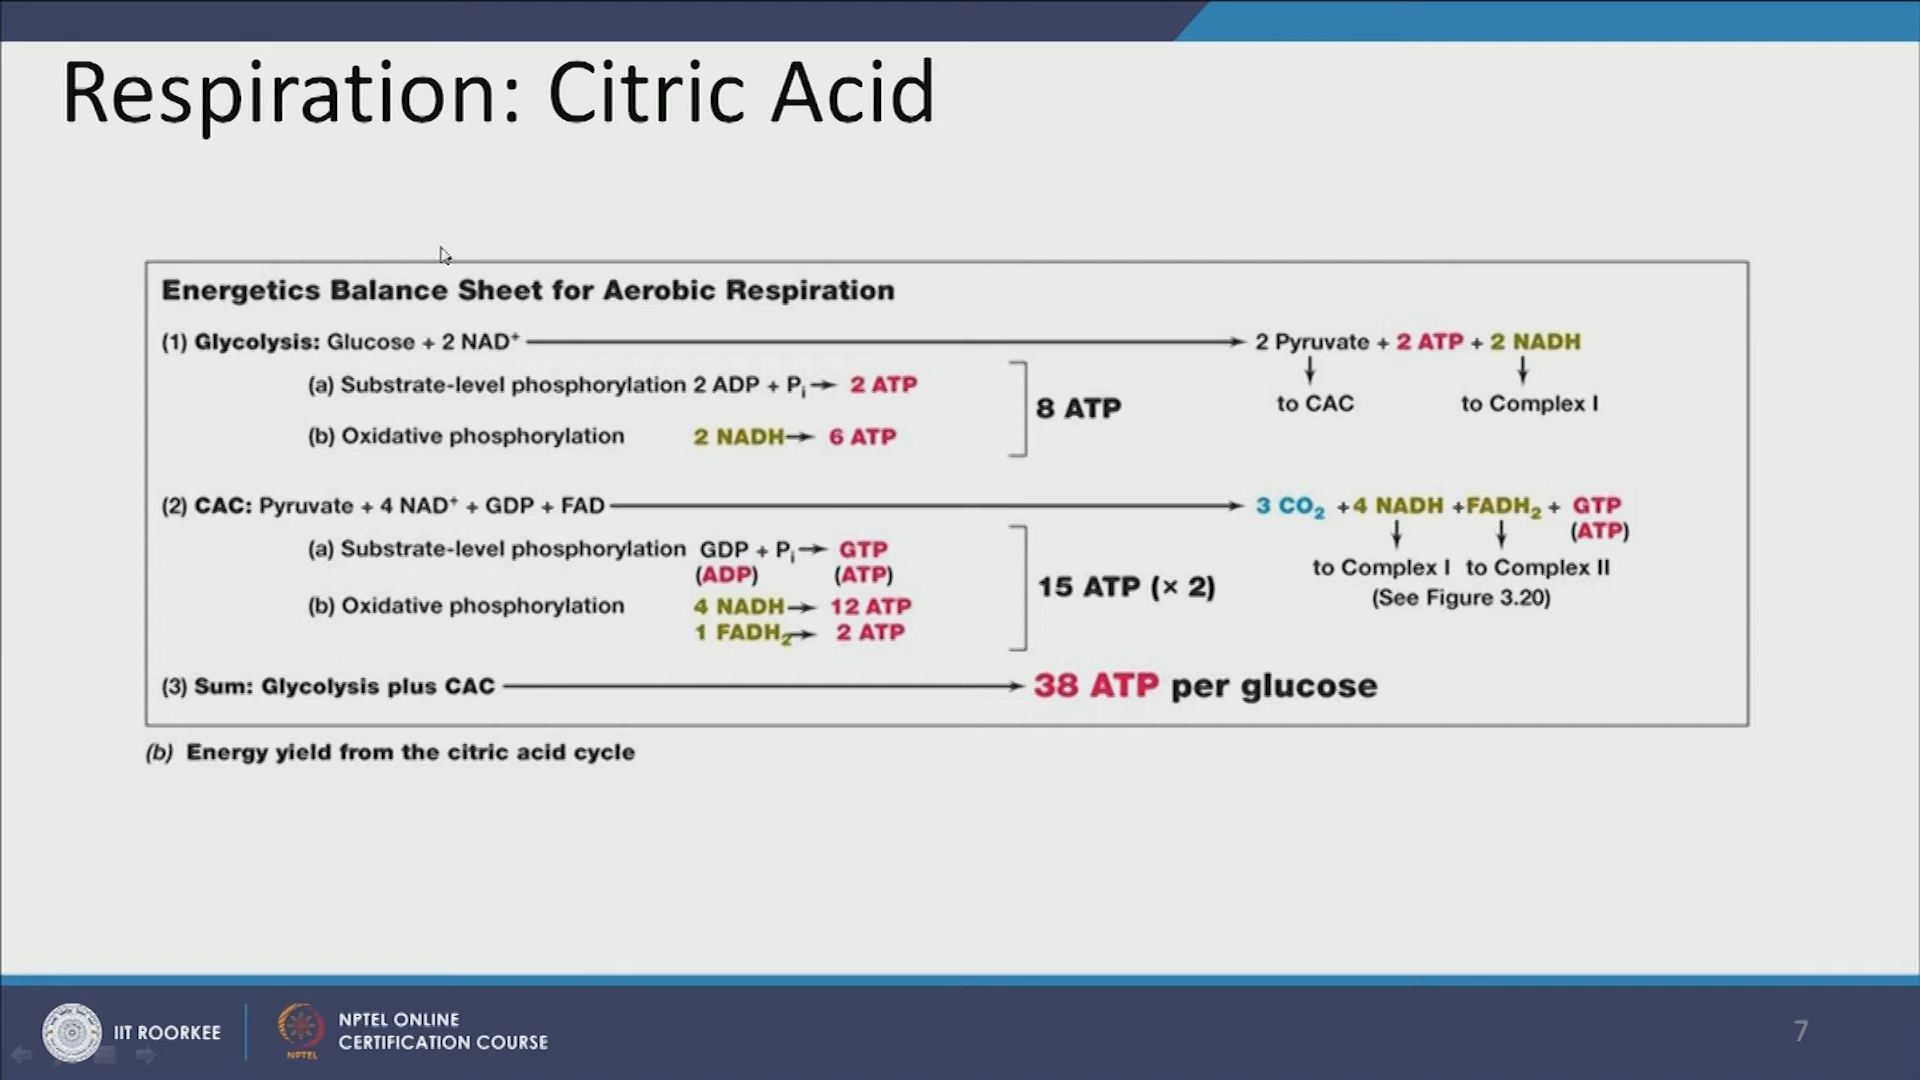 Respiration: Citric Acid
Energetics Balance Sheet for Aerobic Respiration
(1) Glycolysis: Glucose + 2 NAD⁺ → 2 Pyruvate + 2 ATP + 2 NADH
(a) Substrate-level phosphorylation 2 ADP + Pᵢ → 2 ATP
8 ATP
to CAC to Complex I
(b) Oxidative phosphorylation 2 NADH → 6 ATP
(2) CAC: Pyruvate + 4 NAD⁺ + GDP + FAD → 3 CO₂ +4 NADH +FADH₂ + GTP
(ATP)
(a) Substrate-level phosphorylation GDP + Pᵢ → GTP
(ADP) (ATP)
15 ATP (× 2)
to Complex I to Complex II
(See Figure 3.20)
(b) Oxidative phosphorylation 4 NADH → 12 ATP
1 FADH₂ → 2 ATP
(3) Sum: Glycolysis plus CAC → 38 ATP per glucose
(b) Energy yield from the citric acid cycle
IIT ROORKEE
NPTEL
NPTEL ONLINE
CERTIFICATION COURSE
7